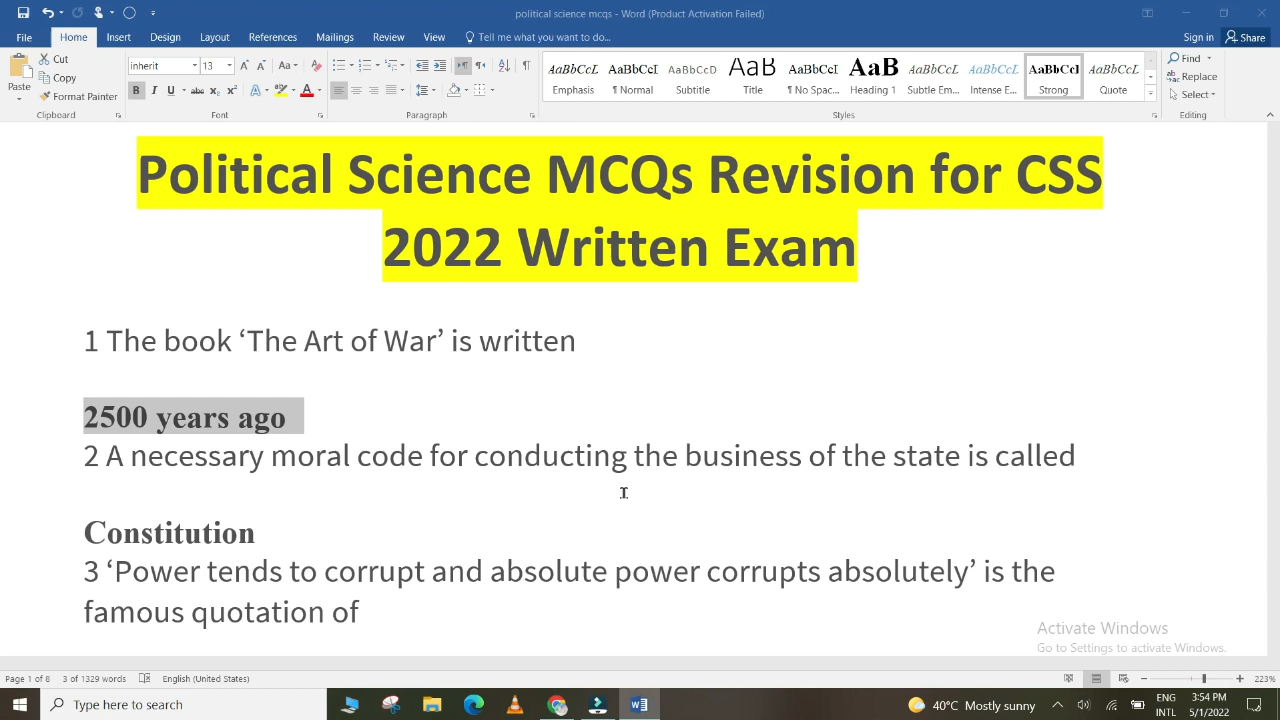 political science mcqs - Word (Product Activation Failed)
File Home Insert Design Layout References Mailings Review View Tell me what you want to do... Sign in Share
Cut
Copy
Format Painter
Paste
inherit 13
Clipboard Font Paragraph Styles Editing
AaBbCcL AaBbCcI AaBbCcD AaB AaBbCcI AaB AaBbCcL AaBbCcL AaBbCcl AaBbCcL
Emphasis ¶ Normal Subtitle Title ¶ No Spac... Heading 1 Subtle Em... Intense E... Strong Quote
Find
Replace
Select
Political Science MCQs Revision for CSS
2022 Written Exam
1 The book ‘The Art of War’ is written
2500 years ago
2 A necessary moral code for conducting the business of the state is called
Constitution
3 ‘Power tends to corrupt and absolute power corrupts absolutely’ is the
famous quotation of
Activate Windows
Go to Settings to activate Windows.
Page 1 of 8 3 of 1329 words English (United States) 223%
Type here to search
40°C Mostly sunny
ENG
INTL
3:54 PM
5/1/2022